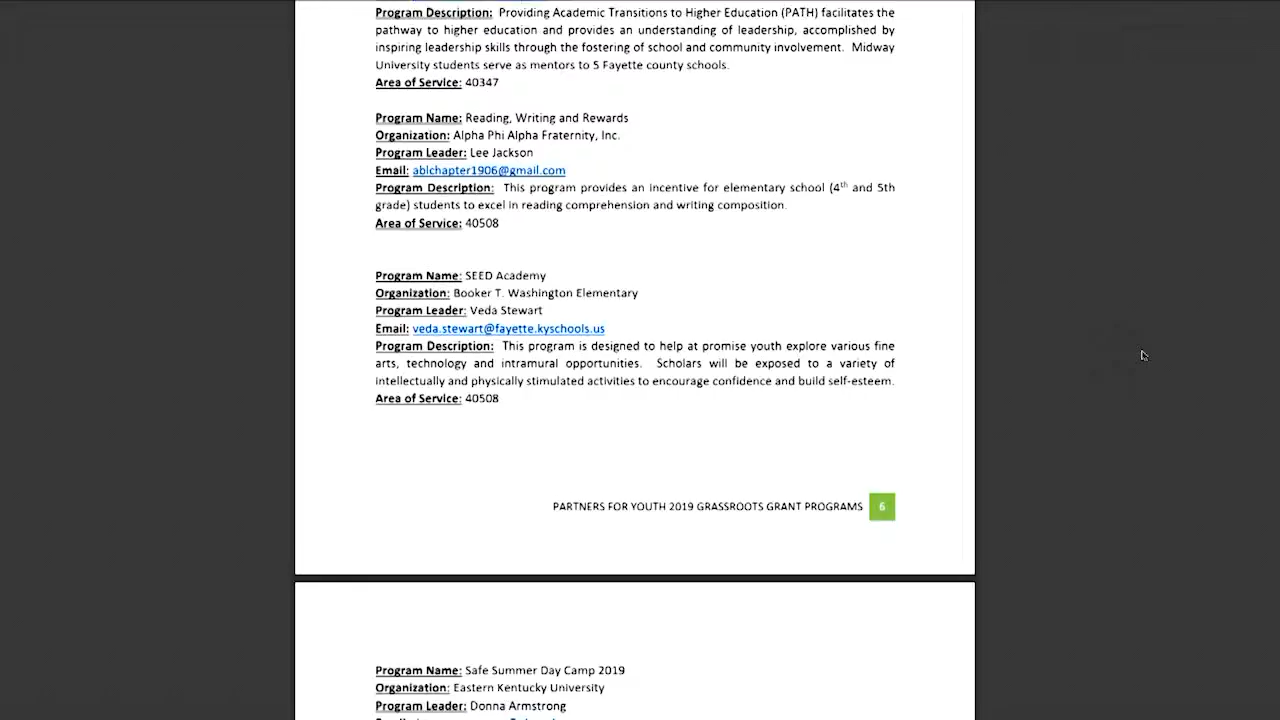 Program Description: Providing Academic Transitions to Higher Education (PATH) facilitates the
pathway to higher education and provides an understanding of leadership, accomplished by
inspiring leadership skills through the fostering of school and community involvement. Midway
University students serve as mentors to 5 Fayette county schools.
Area of Service: 40347
Program Name: Reading, Writing and Rewards
Organization: Alpha Phi Alpha Fraternity, Inc.
Program Leader: Lee Jackson
Email: ablchapter1906@gmail.com
Program Description: This program provides an incentive for elementary school (4th and 5th
grade) students to excel in reading comprehension and writing composition.
Area of Service: 40508
Program Name: SEED Academy
Organization: Booker T. Washington Elementary
Program Leader: Veda Stewart
Email: veda.stewart@fayette.kyschools.us
Program Description: This program is designed to help at promise youth explore various fine
arts, technology and intramural opportunities. Scholars will be exposed to a variety of
intellectually and physically stimulated activities to encourage confidence and build self-esteem.
Area of Service: 40508
PARTNERS FOR YOUTH 2019 GRASSROOTS GRANT PROGRAMS 6
Program Name: Safe Summer Day Camp 2019
Organization: Eastern Kentucky University
Program Leader: Donna Armstrong